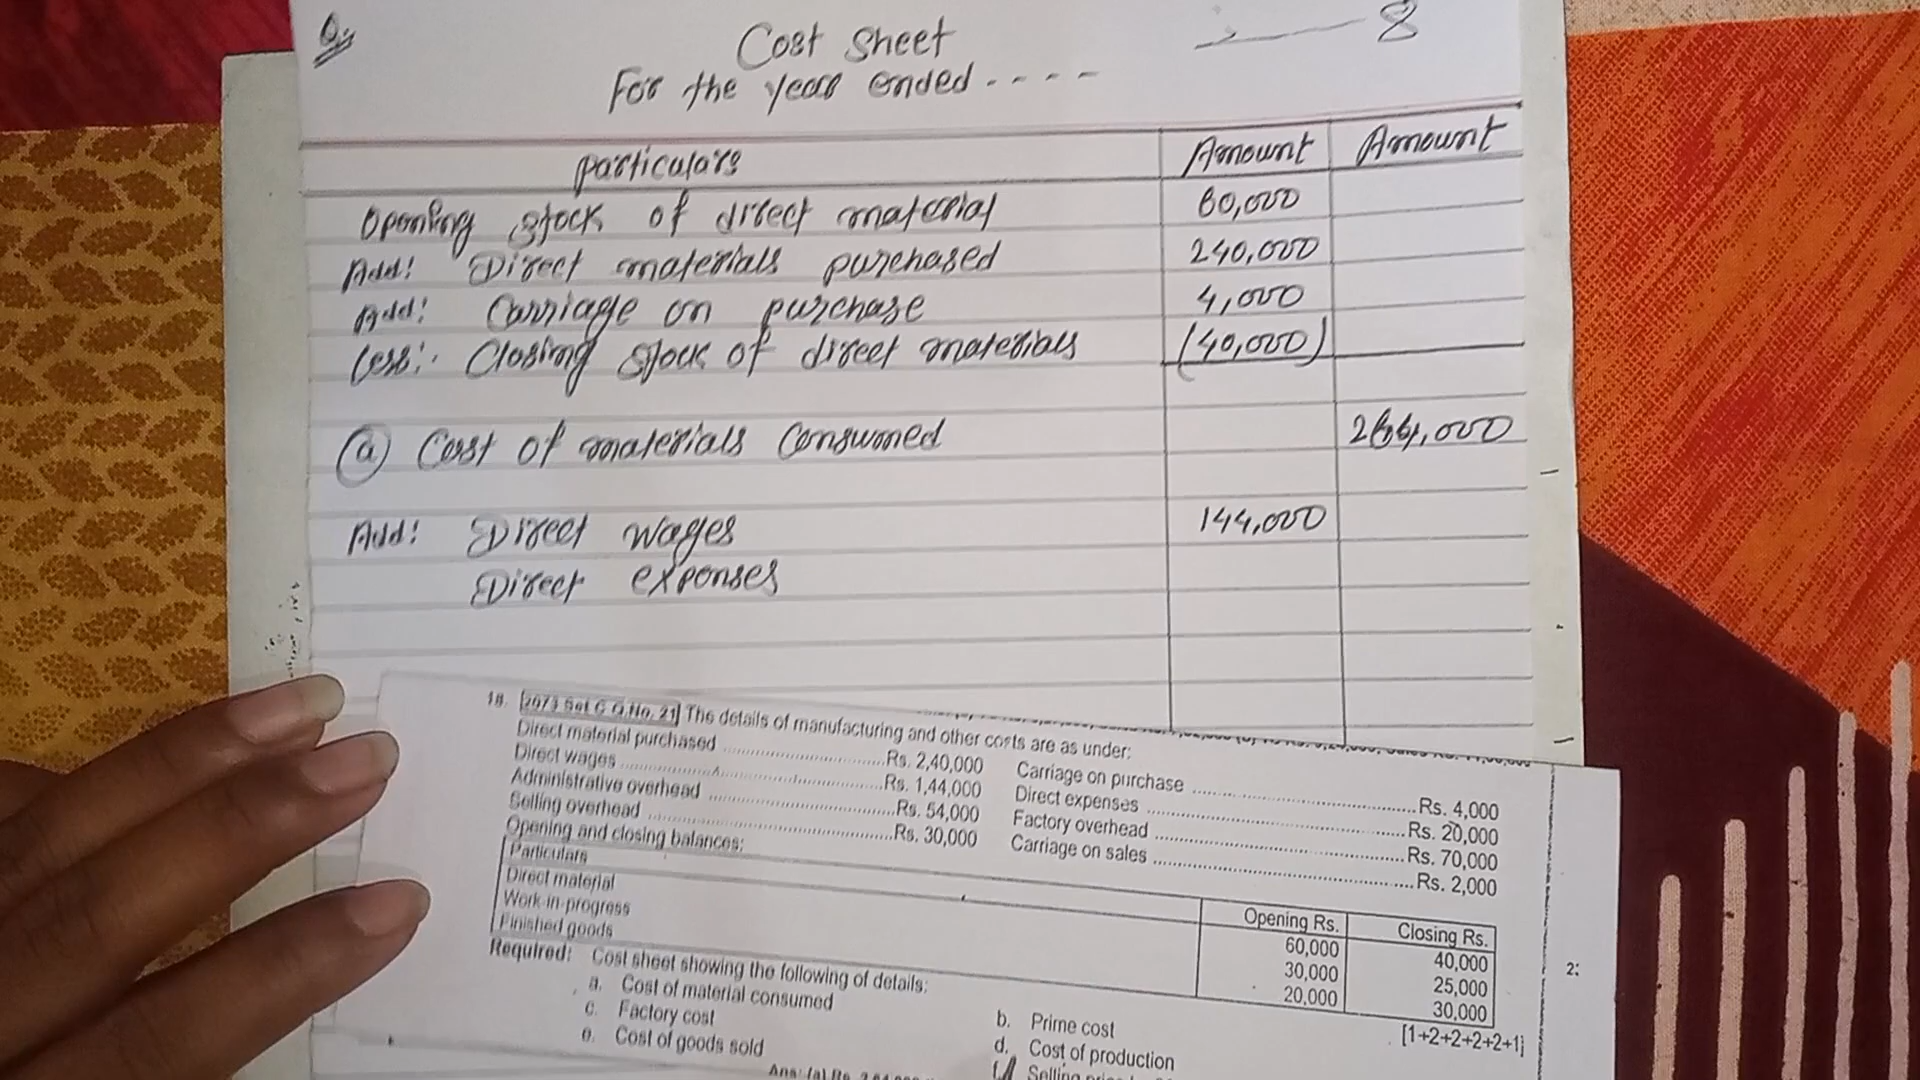 Q.
Cost Sheet
8
For the year ended ----
Particulars Amount Amount
Opening stock of direct material 60,000
Add: Direct materials purchased 240,000
Add: Carriage on purchase 4,000
Less: Closing stock of direct materials (40,000)
(a) Cost of materials Consumed 264,000
Add: Direct wages 144,000
Direct expenses
18. [2073 Set C Q.No. 21] The details of manufacturing and other costs are as under:
Direct material purchased ........ Rs. 2,40,000 Carriage on purchase ........ Rs. 4,000
Direct wages ........ Rs. 1,44,000 Direct expenses ........ Rs. 20,000
Administrative overhead ........ Rs. 54,000 Factory overhead ........ Rs. 70,000
Selling overhead ........ Rs. 30,000 Carriage on sales ........ Rs. 2,000
Opening and closing balances:
Particulars Opening Rs. Closing Rs.
Direct material 60,000 40,000
Work-in-progress 30,000 25,000
Finished goods 20,000 30,000
Required: Cost sheet showing the following of details: [1+2+2+2+2+1]
a. Cost of material consumed b. Prime cost
c. Factory cost d. Cost of production
e. Cost of goods sold Selling
Ans: (a) Rs.
2: